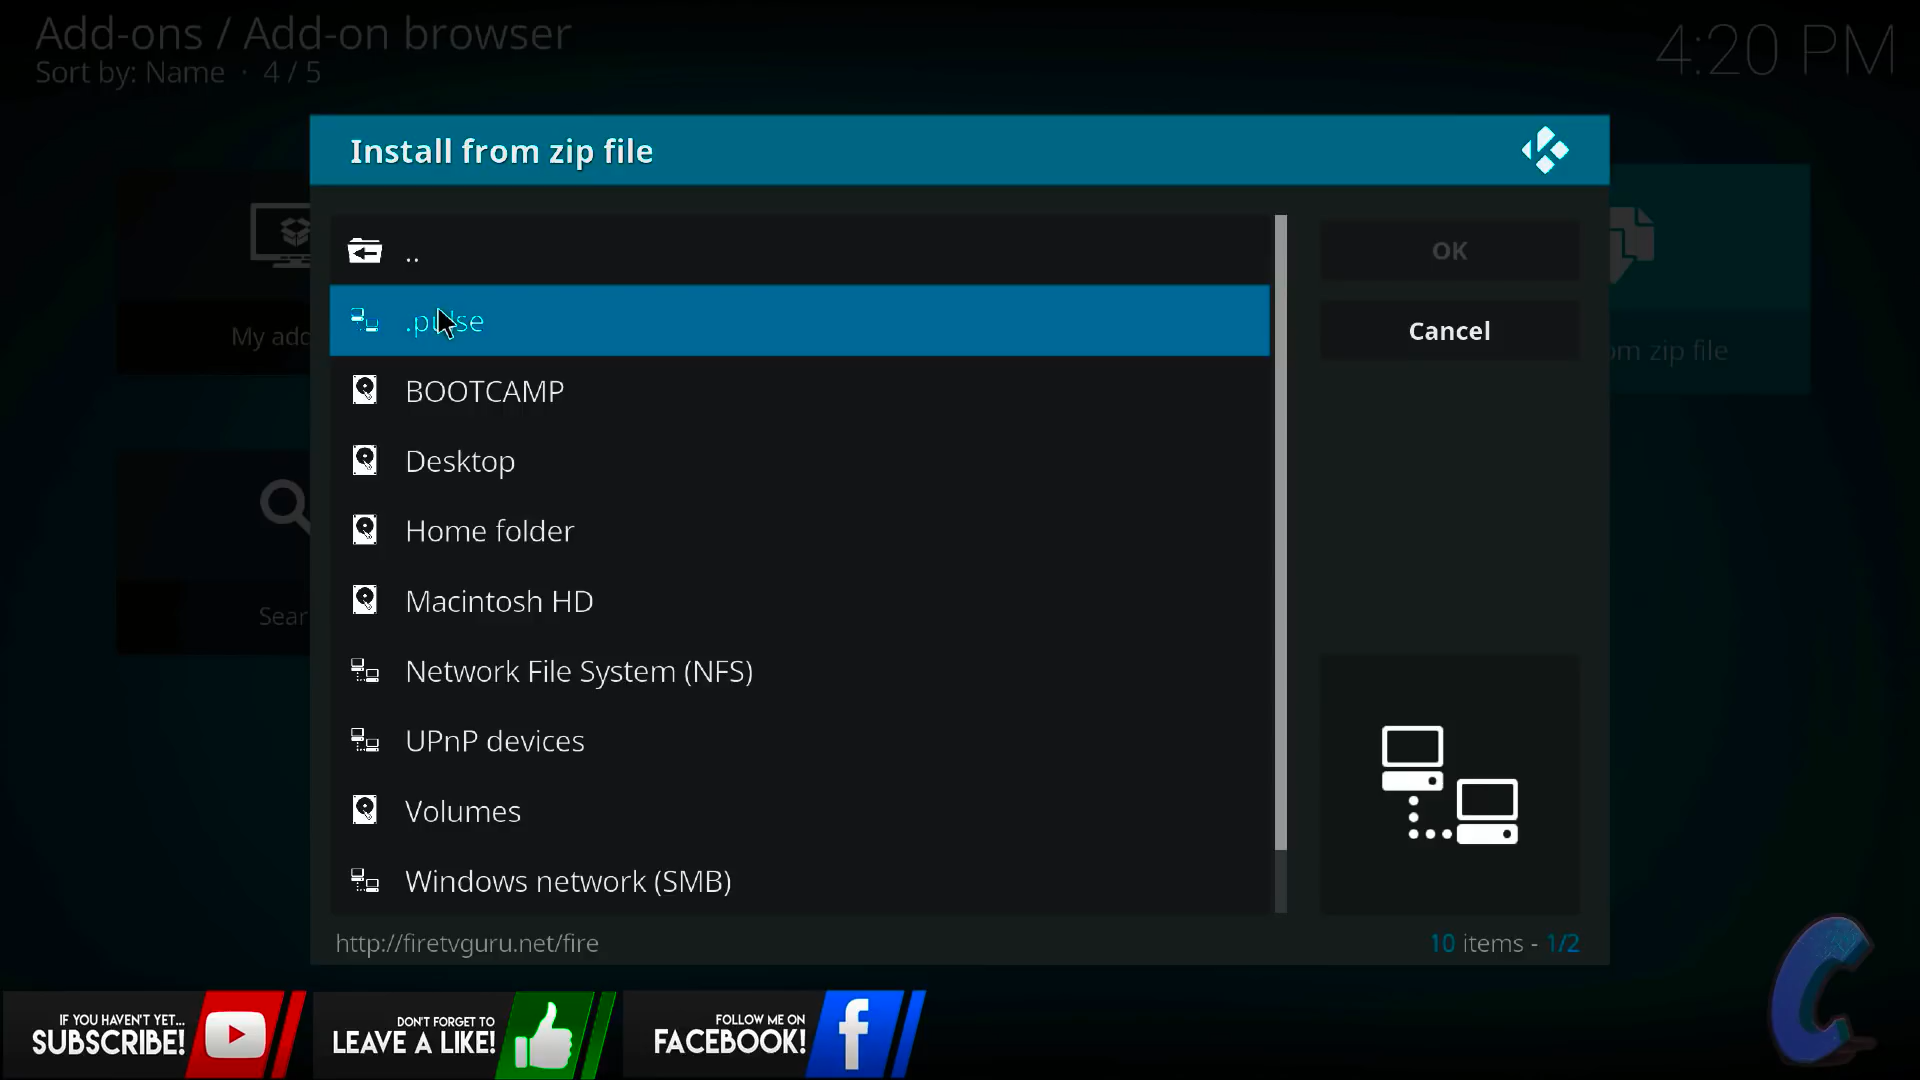 Add-ons / Add-on browser
Sort by: Name · 4 / 5
4:20 PM
Install from zip file
..
.pulse
BOOTCAMP
Desktop
Home folder
Macintosh HD
Network File System (NFS)
UPnP devices
Volumes
Windows network (SMB)
OK
Cancel
My add
Sear
om zip file
http://firetvguru.net/fire
10 items - 1/2
IF YOU HAVEN'T YET...
SUBSCRIBE!
DON'T FORGET TO
LEAVE A LIKE!
FOLLOW ME ON
FACEBOOK!
f
C